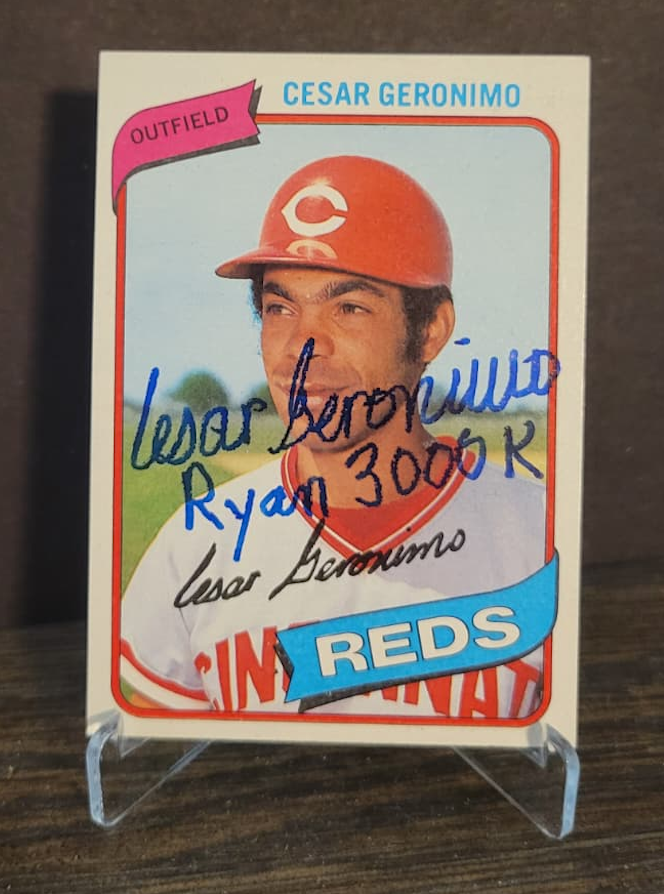 OUTFIELD
CESAR GERONIMO
C
Cesar Geronimo
Ryan 3000 K
Cesar Geronimo
REDS
CINCINNATI